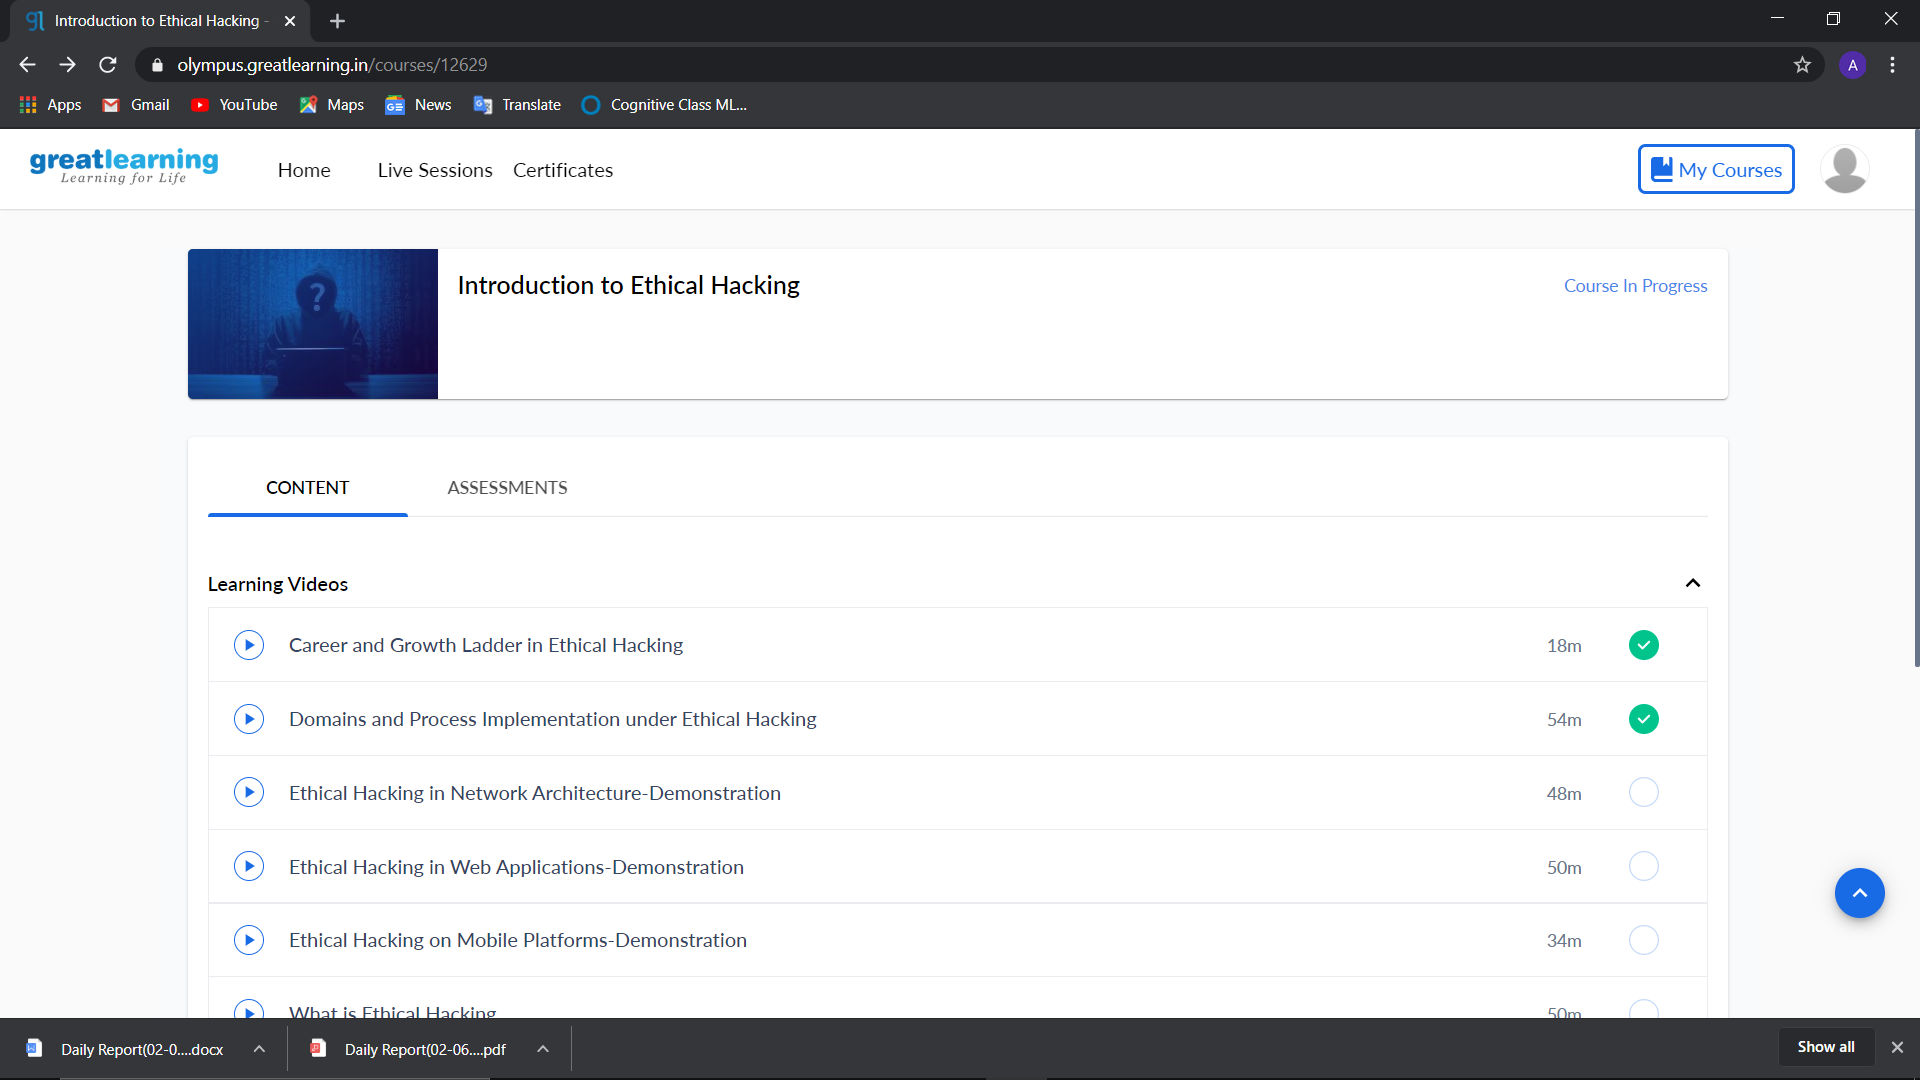 Introduction to Ethical Hacking -
olympus.greatlearning.in/courses/12629
A
Apps
Gmail
YouTube
Maps
News
Translate
Cognitive Class ML...
greatlearning
Learning for Life
Home
Live Sessions
Certificates
My Courses
?
Introduction to Ethical Hacking
Course In Progress
CONTENT
ASSESSMENTS
Learning Videos
Career and Growth Ladder in Ethical Hacking
18m
Domains and Process Implementation under Ethical Hacking
54m
Ethical Hacking in Network Architecture-Demonstration
48m
Ethical Hacking in Web Applications-Demonstration
50m
Ethical Hacking on Mobile Platforms-Demonstration
34m
What is Ethical Hacking
50m
Daily Report(02-0....docx
Daily Report(02-06....pdf
Show all